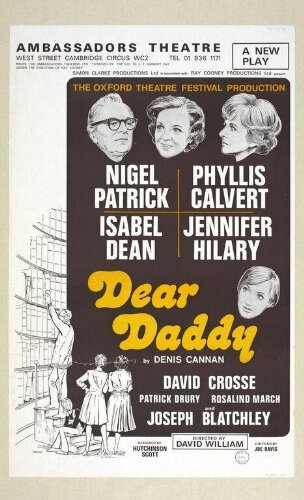 AMBASSADORS THEATRE
WEST STREET CAMBRIDGE CIRCUS WC2 TEL 01 836 1171
A NEW PLAY
SIMON CLARKE PRODUCTIONS Ltd in association with RAY COONEY PRODUCTIONS Ltd present
THE OXFORD THEATRE FESTIVAL PRODUCTION
NIGEL PATRICK
PHYLLIS CALVERT
ISABEL DEAN
JENNIFER HILARY
Dear
Daddy
by DENIS CANNAN
DAVID CROSSE
PATRICK DRURY ROSALIND MARCH
and
JOSEPH BLATCHLEY
DESIGNED BY
HUTCHINSON SCOTT
DIRECTED BY
DAVID WILLIAM
LIGHTING BY
JOE DAVIS